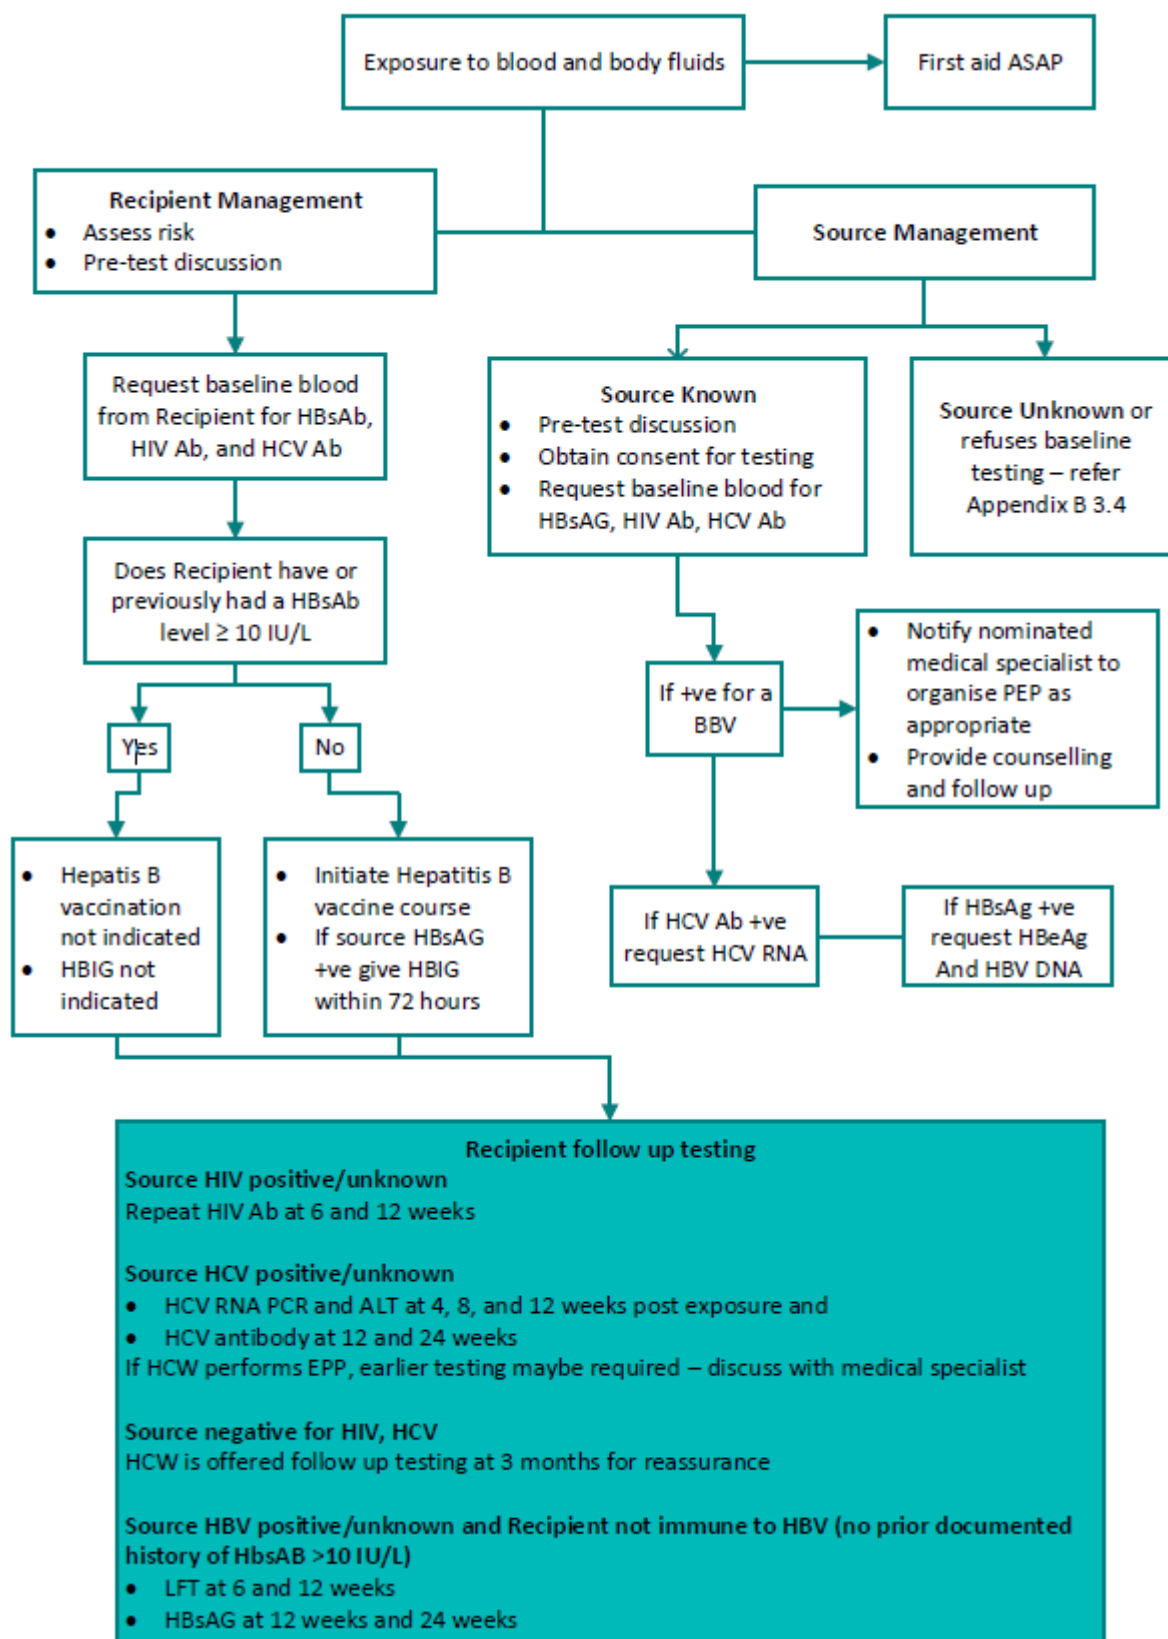 Exposure to blood and body fluids
First aid ASAP
Recipient Management
• Assess risk
• Pre-test discussion
Source Management
Request baseline blood
from Recipient for HBsAb,
HIV Ab, and HCV Ab
Source Known
• Pre-test discussion
• Obtain consent for testing
• Request baseline blood for
HBsAG, HIV Ab, HCV Ab
Source Unknown or
refuses baseline
testing – refer
Appendix B 3.4
Does Recipient have or
previously had a HBsAb
level ≥ 10 IU/L
Yes
No
If +ve for a
BBV
• Notify nominated
medical specialist to
organise PEP as
appropriate
• Provide counselling
and follow up
• Hepatis B
vaccination
not indicated
• HBIG not
indicated
• Initiate Hepatitis B
vaccine course
• If source HBsAG
+ve give HBIG
within 72 hours
If HCV Ab +ve
request HCV RNA
If HBsAg +ve
request HBeAg
And HBV DNA
Recipient follow up testing
Source HIV positive/unknown
Repeat HIV Ab at 6 and 12 weeks
Source HCV positive/unknown
• HCV RNA PCR and ALT at 4, 8, and 12 weeks post exposure and
• HCV antibody at 12 and 24 weeks
If HCW performs EPP, earlier testing maybe required – discuss with medical specialist
Source negative for HIV, HCV
HCW is offered follow up testing at 3 months for reassurance
Source HBV positive/unknown and Recipient not immune to HBV (no prior documented
history of HbsAB >10 IU/L)
• LFT at 6 and 12 weeks
• HBsAG at 12 weeks and 24 weeks